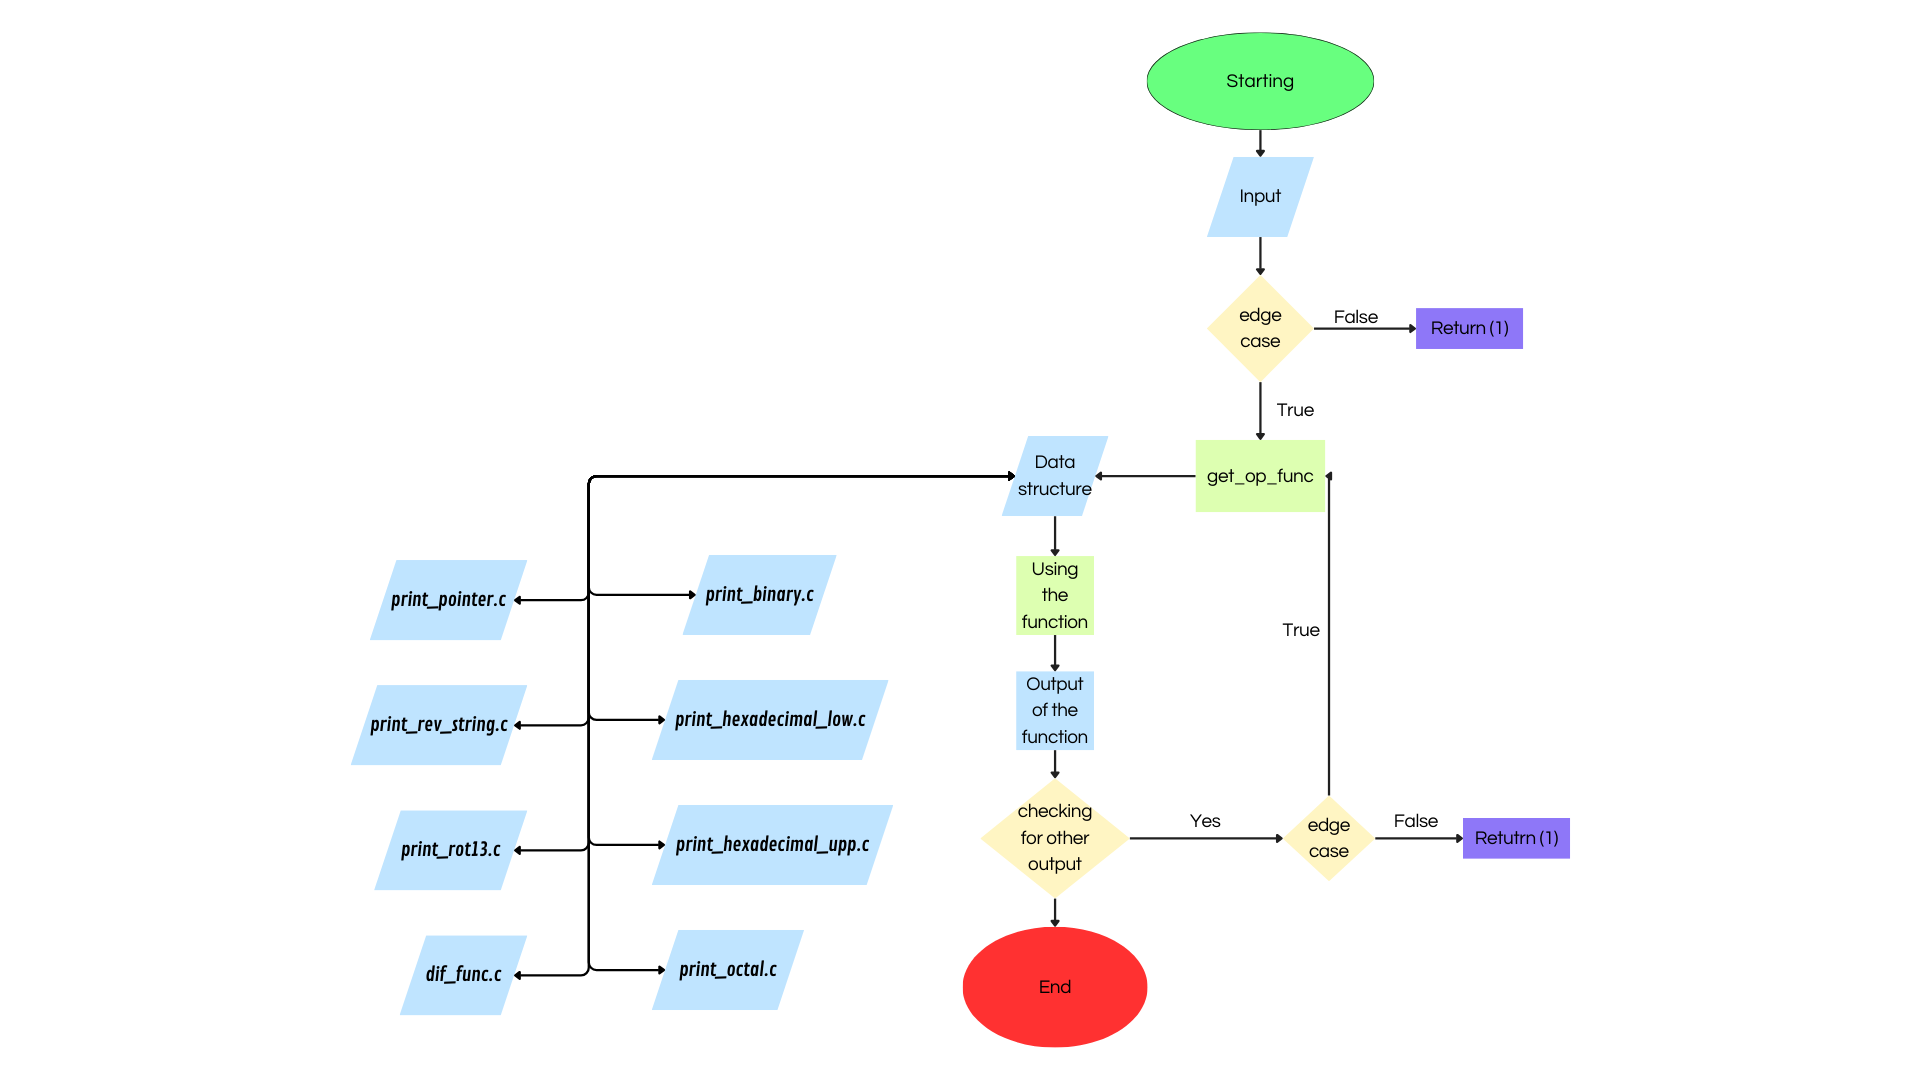 Starting
Input
edge
case
False
Return (1)
True
Data
structure
get_op_func
Using
the
function
True
Output
of the
function
checking
for other
output
Yes
edge
case
False
Retutrn (1)
End
print_pointer.c
print_binary.c
print_rev_string.c
print_hexadecimal_low.c
print_rot13.c
print_hexadecimal_upp.c
dif_func.c
print_octal.c